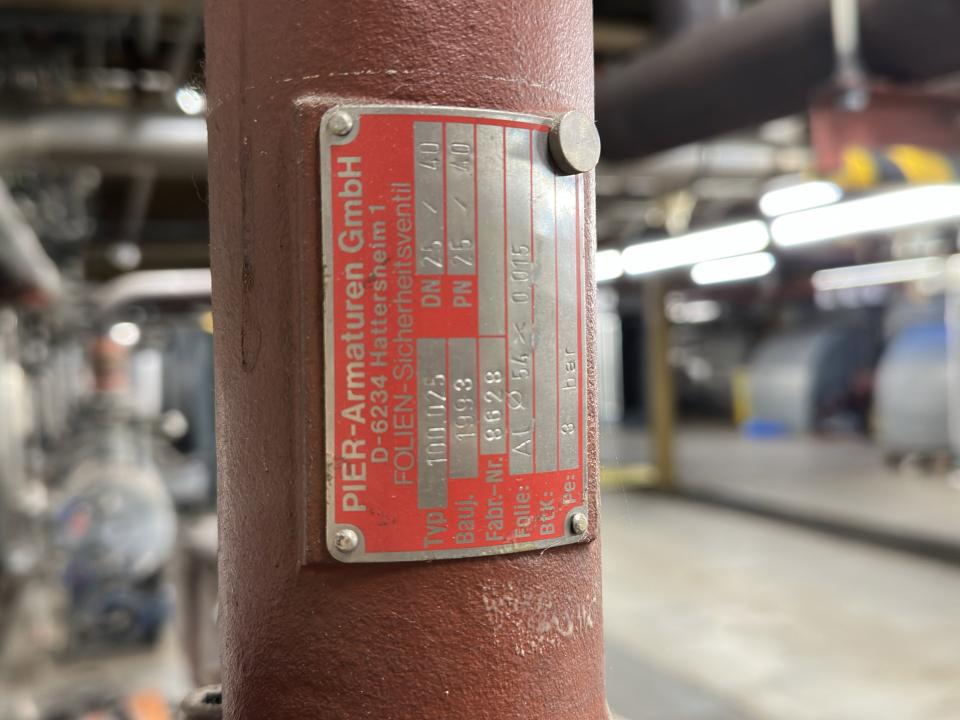 PIER-Armaturen GmbH
D-6234 Hattersheim 1
FOLIEN-Sicherheitsventil
Typ 100.025 DN 25 / 40
Bauj. 1993 PN 25 / 40
Fabr.-Nr. 8628
Folie: Al Ø 54 × 0.015
BtK:
Pe: 3 bar